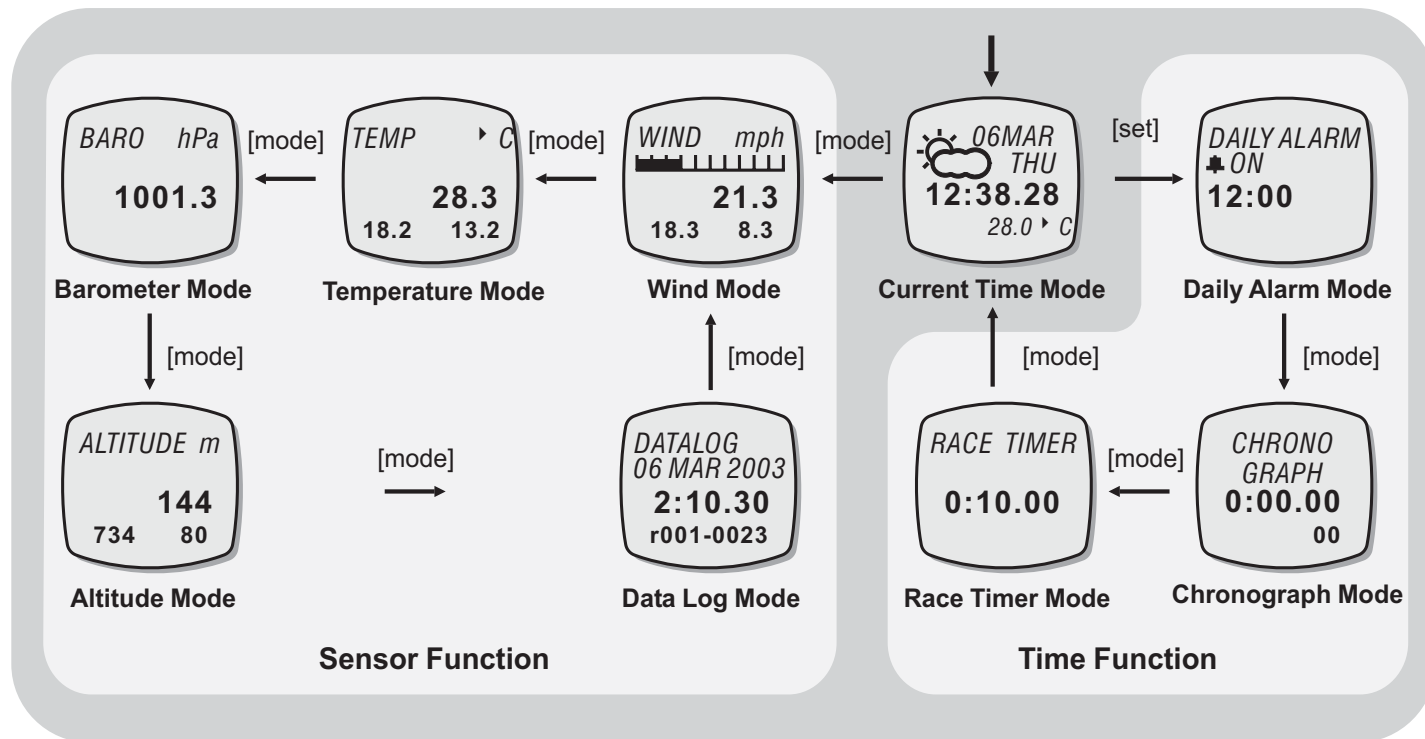 BARO hPa
1001.3
Barometer Mode
[mode]
TEMP ‣ C
28.3
18.2 13.2
Temperature Mode
[mode]
WIND mph
21.3
18.3 8.3
Wind Mode
[mode]
06MAR
THU
12:38.28
28.0 ‣ C
Current Time Mode
[set]
DAILY ALARM
ON
12:00
Daily Alarm Mode
[mode]
[mode]
[mode]
[mode]
ALTITUDE m
144
734 80
Altitude Mode
[mode]
DATALOG
06 MAR 2003
2:10.30
r001-0023
Data Log Mode
RACE TIMER
0:10.00
Race Timer Mode
[mode]
CHRONO
GRAPH
0:00.00
00
Chronograph Mode
Sensor Function
Time Function